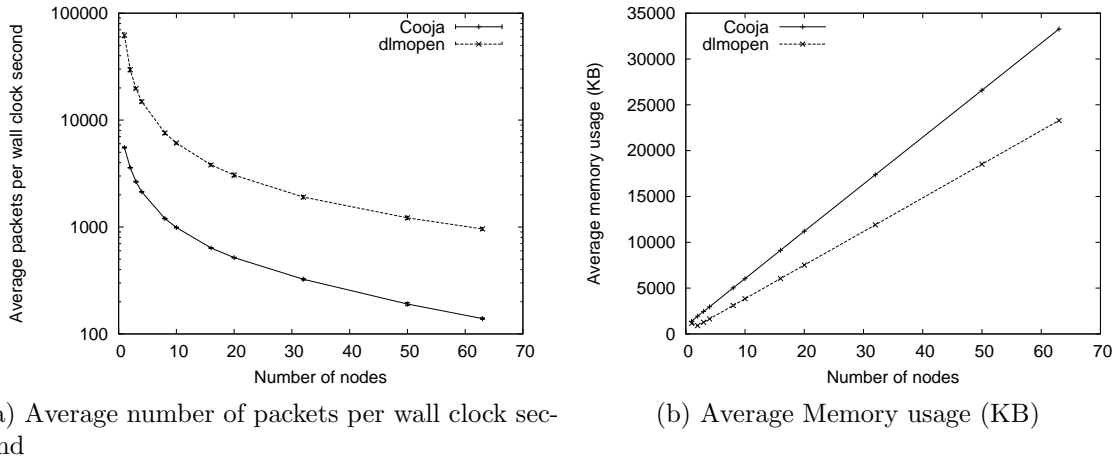 Average packets per wall clock second
100000
10000
1000
100
Cooja
dlmopen
0 10 20 30 40 50 60 70
Number of nodes
a) Average number of packets per wall clock sec-
nd
Average memory usage (KB)
35000
30000
25000
20000
15000
10000
5000
0
Cooja
dlmopen
0 10 20 30 40 50 60 70
Number of nodes
(b) Average Memory usage (KB)